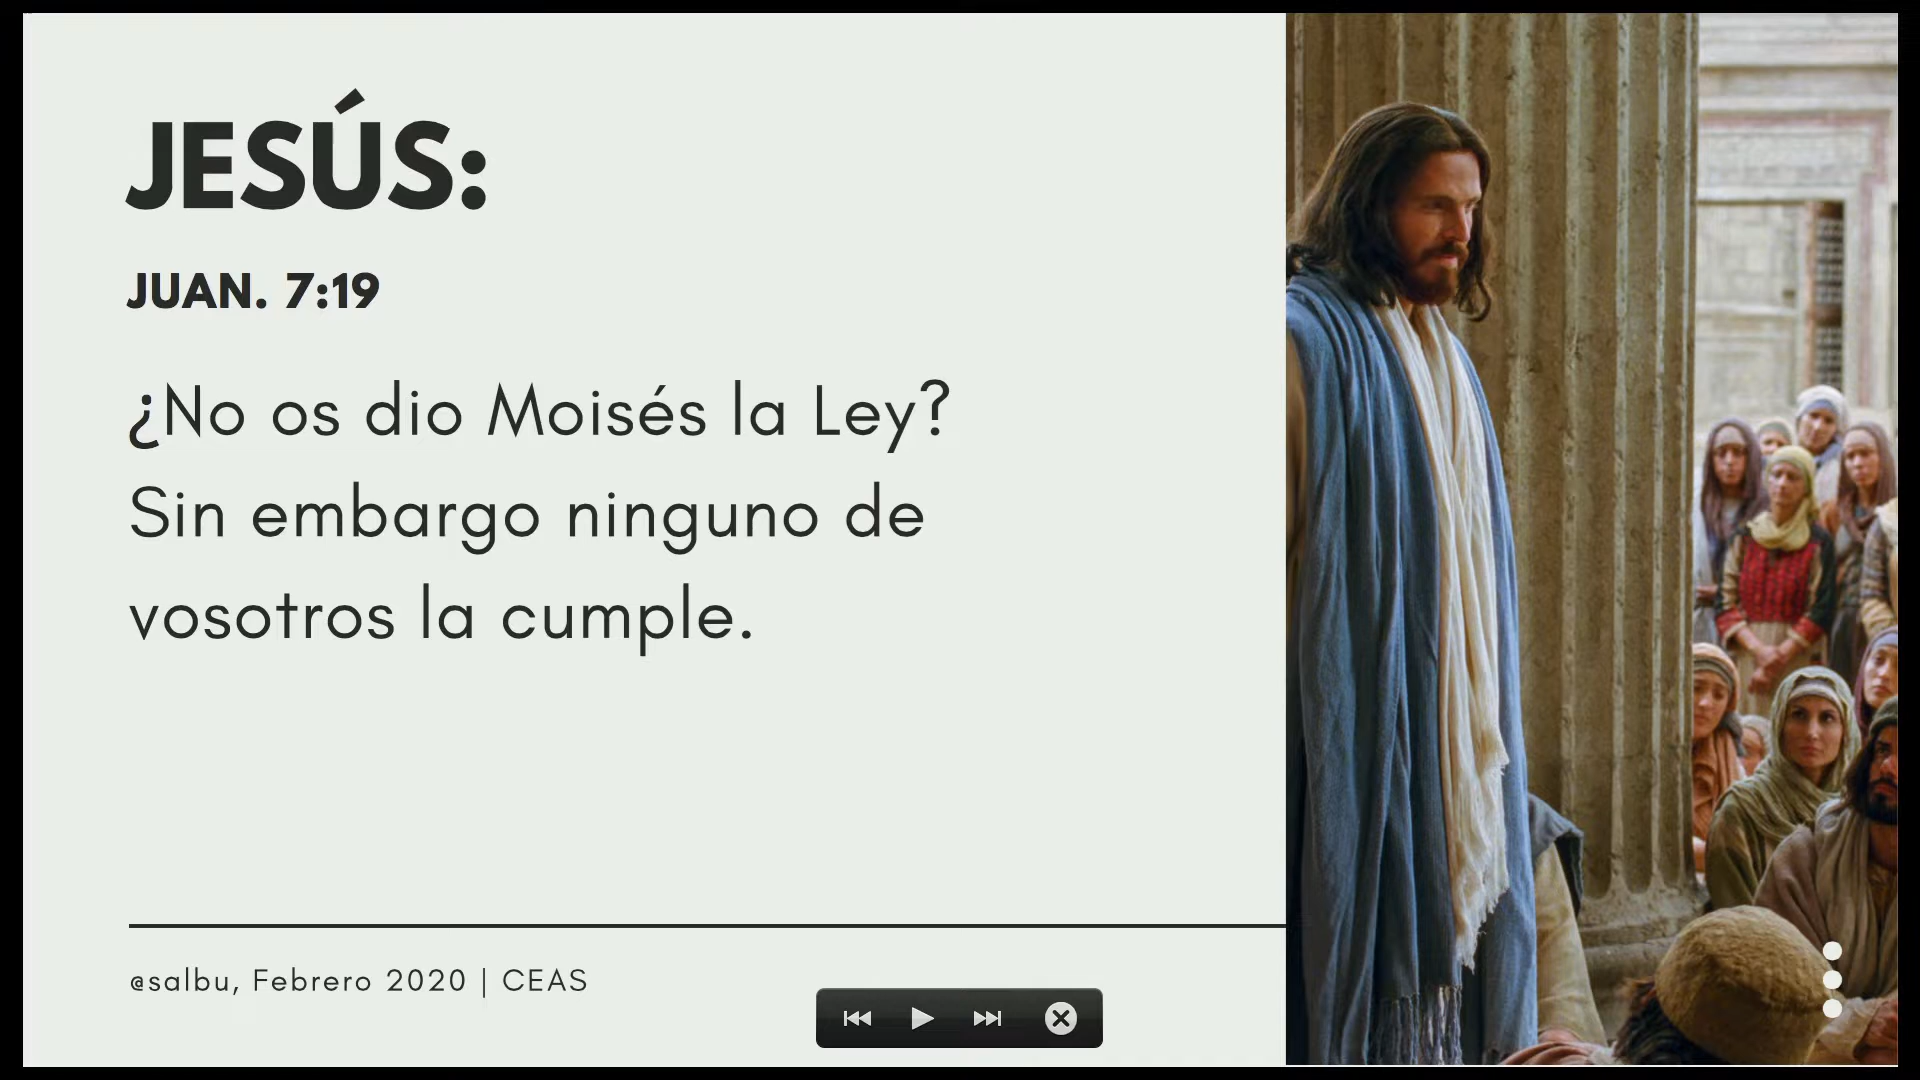 JESÚS:
JUAN. 7:19
¿No os dio Moisés la Ley?
Sin embargo ninguno de
vosotros la cumple.
@salbu, Febrero 2020 | CEAS